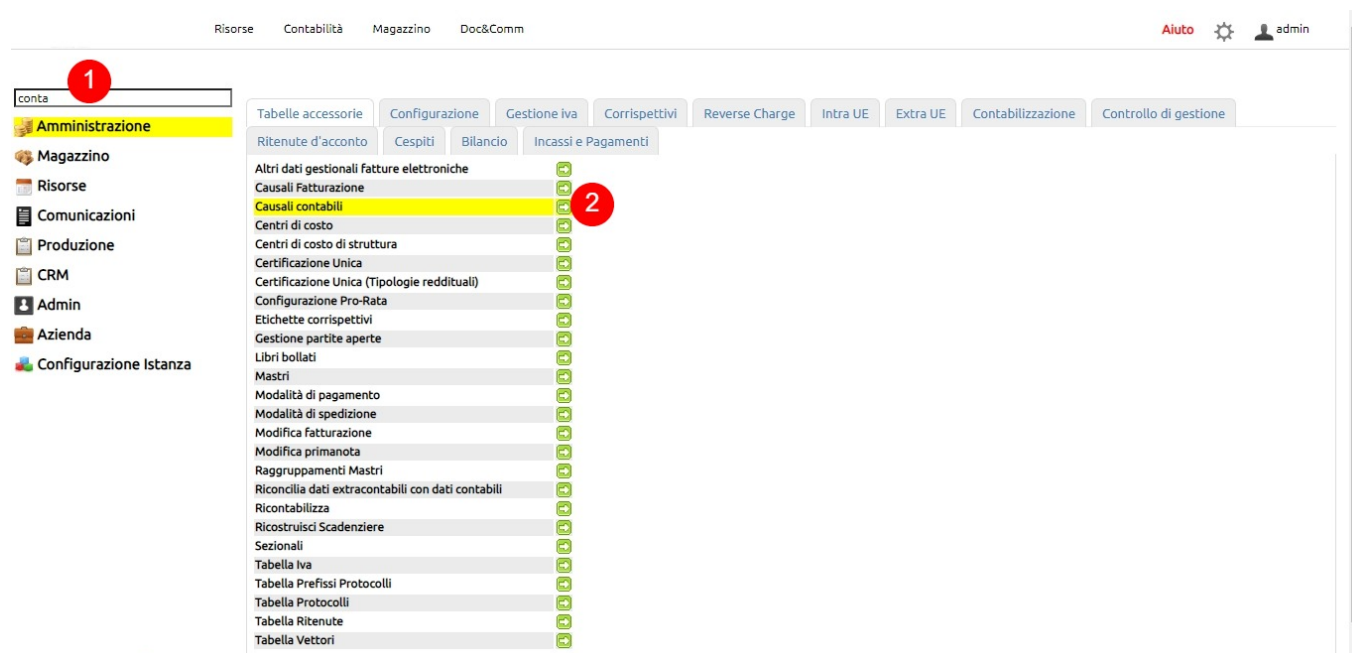 Risorse Contabilità Magazzino Doc&Comm Aiuto admin
1
conta
Amministrazione
Magazzino
Risorse
Comunicazioni
Produzione
CRM
Admin
Azienda
Configurazione Istanza
Tabelle accessorie Configurazione Gestione iva Corrispettivi Reverse Charge Intra UE Extra UE Contabilizzazione Controllo di gestione
Ritenute d'acconto Cespiti Bilancio Incassi e Pagamenti
Altri dati gestionali fatture elettroniche
Causali Fatturazione
Causali contabili
2
Centri di costo
Centri di costo di struttura
Certificazione Unica
Certificazione Unica (Tipologie reddituali)
Configurazione Pro-Rata
Etichette corrispettivi
Gestione partite aperte
Libri bollati
Mastri
Modalità di pagamento
Modalità di spedizione
Modifica fatturazione
Modifica primanota
Raggruppamenti Mastri
Riconcilia dati extracontabili con dati contabili
Ricontabilizza
Ricostruisci Scadenziere
Sezionali
Tabella Iva
Tabella Prefissi Protocolli
Tabella Protocolli
Tabella Ritenute
Tabella Vettori